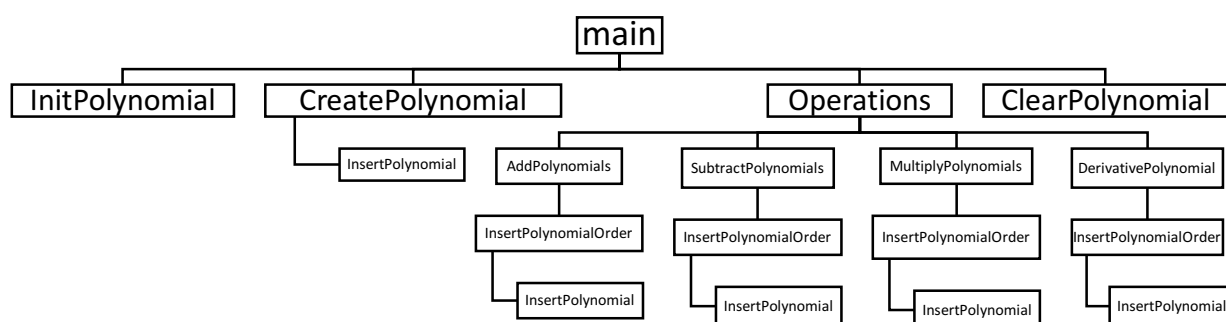 main
InitPolynomial
CreatePolynomial
Operations
ClearPolynomial
InsertPolynomial
AddPolynomials
SubtractPolynomials
MultiplyPolynomials
DerivativePolynomial
InsertPolynomialOrder
InsertPolynomialOrder
InsertPolynomialOrder
InsertPolynomialOrder
InsertPolynomial
InsertPolynomial
InsertPolynomial
InsertPolynomial